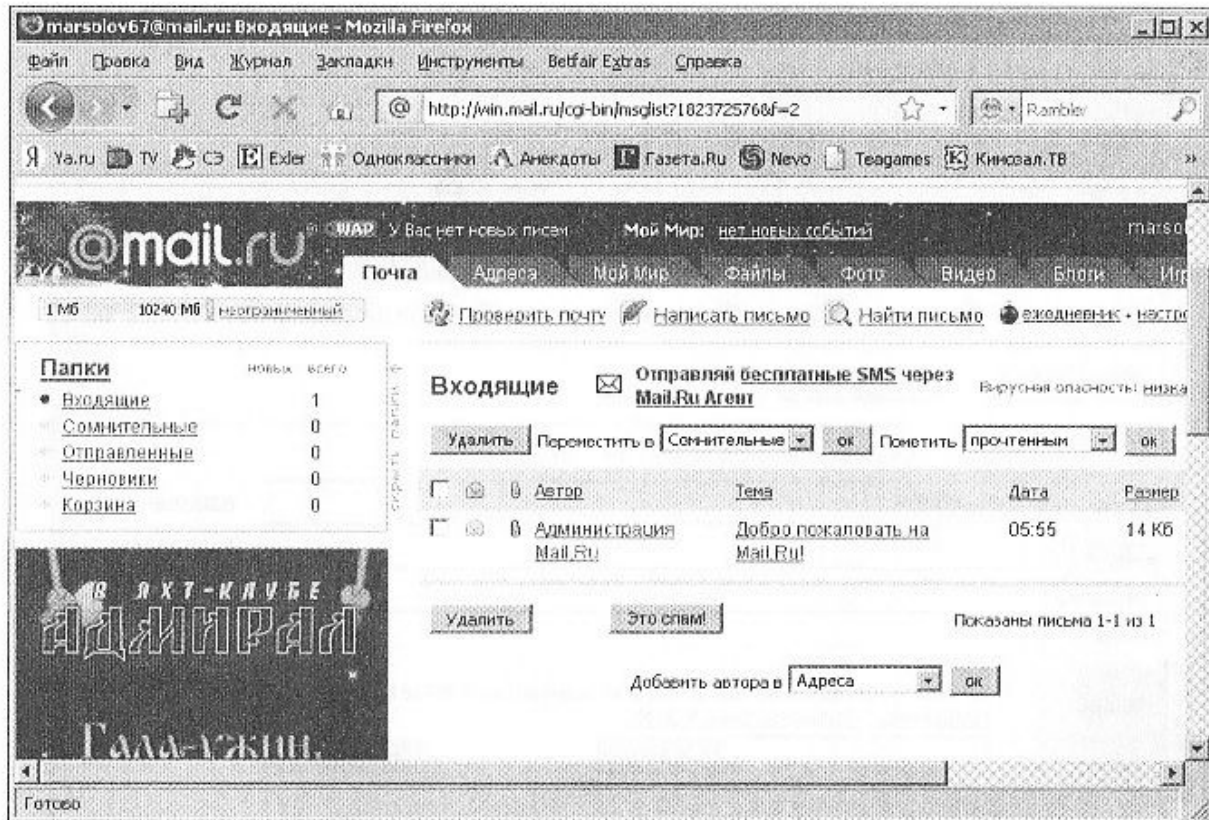 marsolov67@mail.ru: Входящие - Mozilla Firefox
Файл Правка Вид Журнал Закладки Инструменты Betfair Extras Справка
@ http://win.mail.ru/cgi-bin/msglist?182372576&f=2 Rambler
Я Ya.ru TV СЭ E Exler Одноклассники Анекдоты Г Газета.Ru Nevo Teagames К Кинозал.ТВ »
@mail.ru WAP У Вас нет новых писем Мой Мир: нет новых событий marsol
Почта Адреса Мой Мир Файлы Фото Видео Блоги Игр
1 Мб 10240 Мб неограниченный Проверить почту Написать письмо Найти письмо ежедневник • настро
Папки новых всего
Входящие 1
Сомнительные 0
Отправленные 0
Черновики 0
Корзина 0
скрыть папки
Входящие Отправляй бесплатные SMS через Mail.Ru Агент Вирусная опасность: низка
Удалить Переместить в Сомнительные ок Пометить прочтенным ок
Автор Тема Дата Размер
Администрация Mail.Ru Добро пожаловать на Mail.Ru! 05:55 14 Кб
Удалить Это спам! Показаны письма 1-1 из 1
Добавить автора в Адреса ок
В ЯХТ-КЛУБЕ
АДМИРАЛ
Гала-ужин,
Готово